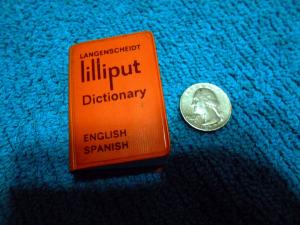 LANGENSCHEIDT
lilliput
Dictionary
ENGLISH
SPANISH